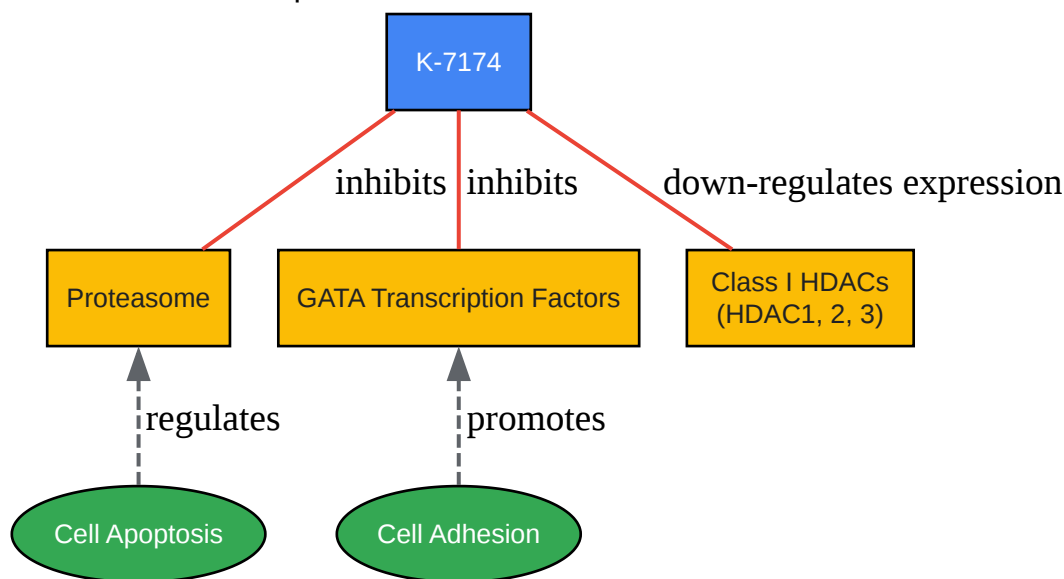 K-7174
inhibits
inhibits
down-regulates expression
Proteasome
GATA Transcription Factors
Class I HDACs
(HDAC1, 2, 3)
regulates
promotes
Cell Apoptosis
Cell Adhesion